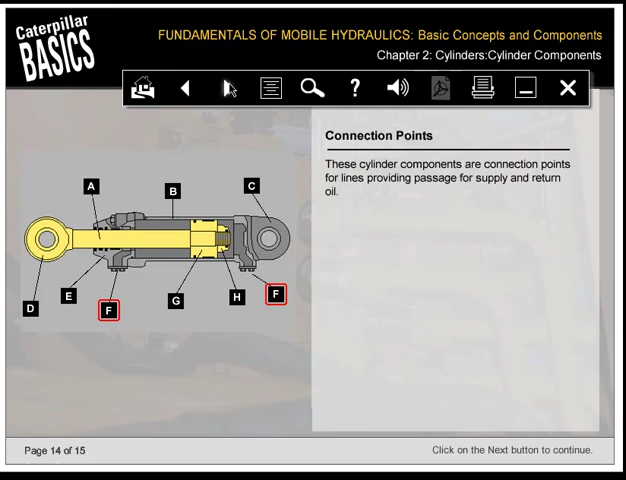 Caterpillar
BASICS
FUNDAMENTALS OF MOBILE HYDRAULICS: Basic Concepts and Components
Chapter 2: Cylinders:Cylinder Components
?
Connection Points
These cylinder components are connection points
for lines providing passage for supply and return
oil.
A
B
C
D
E
F
G
H
F
Page 14 of 15
Click on the Next button to continue.